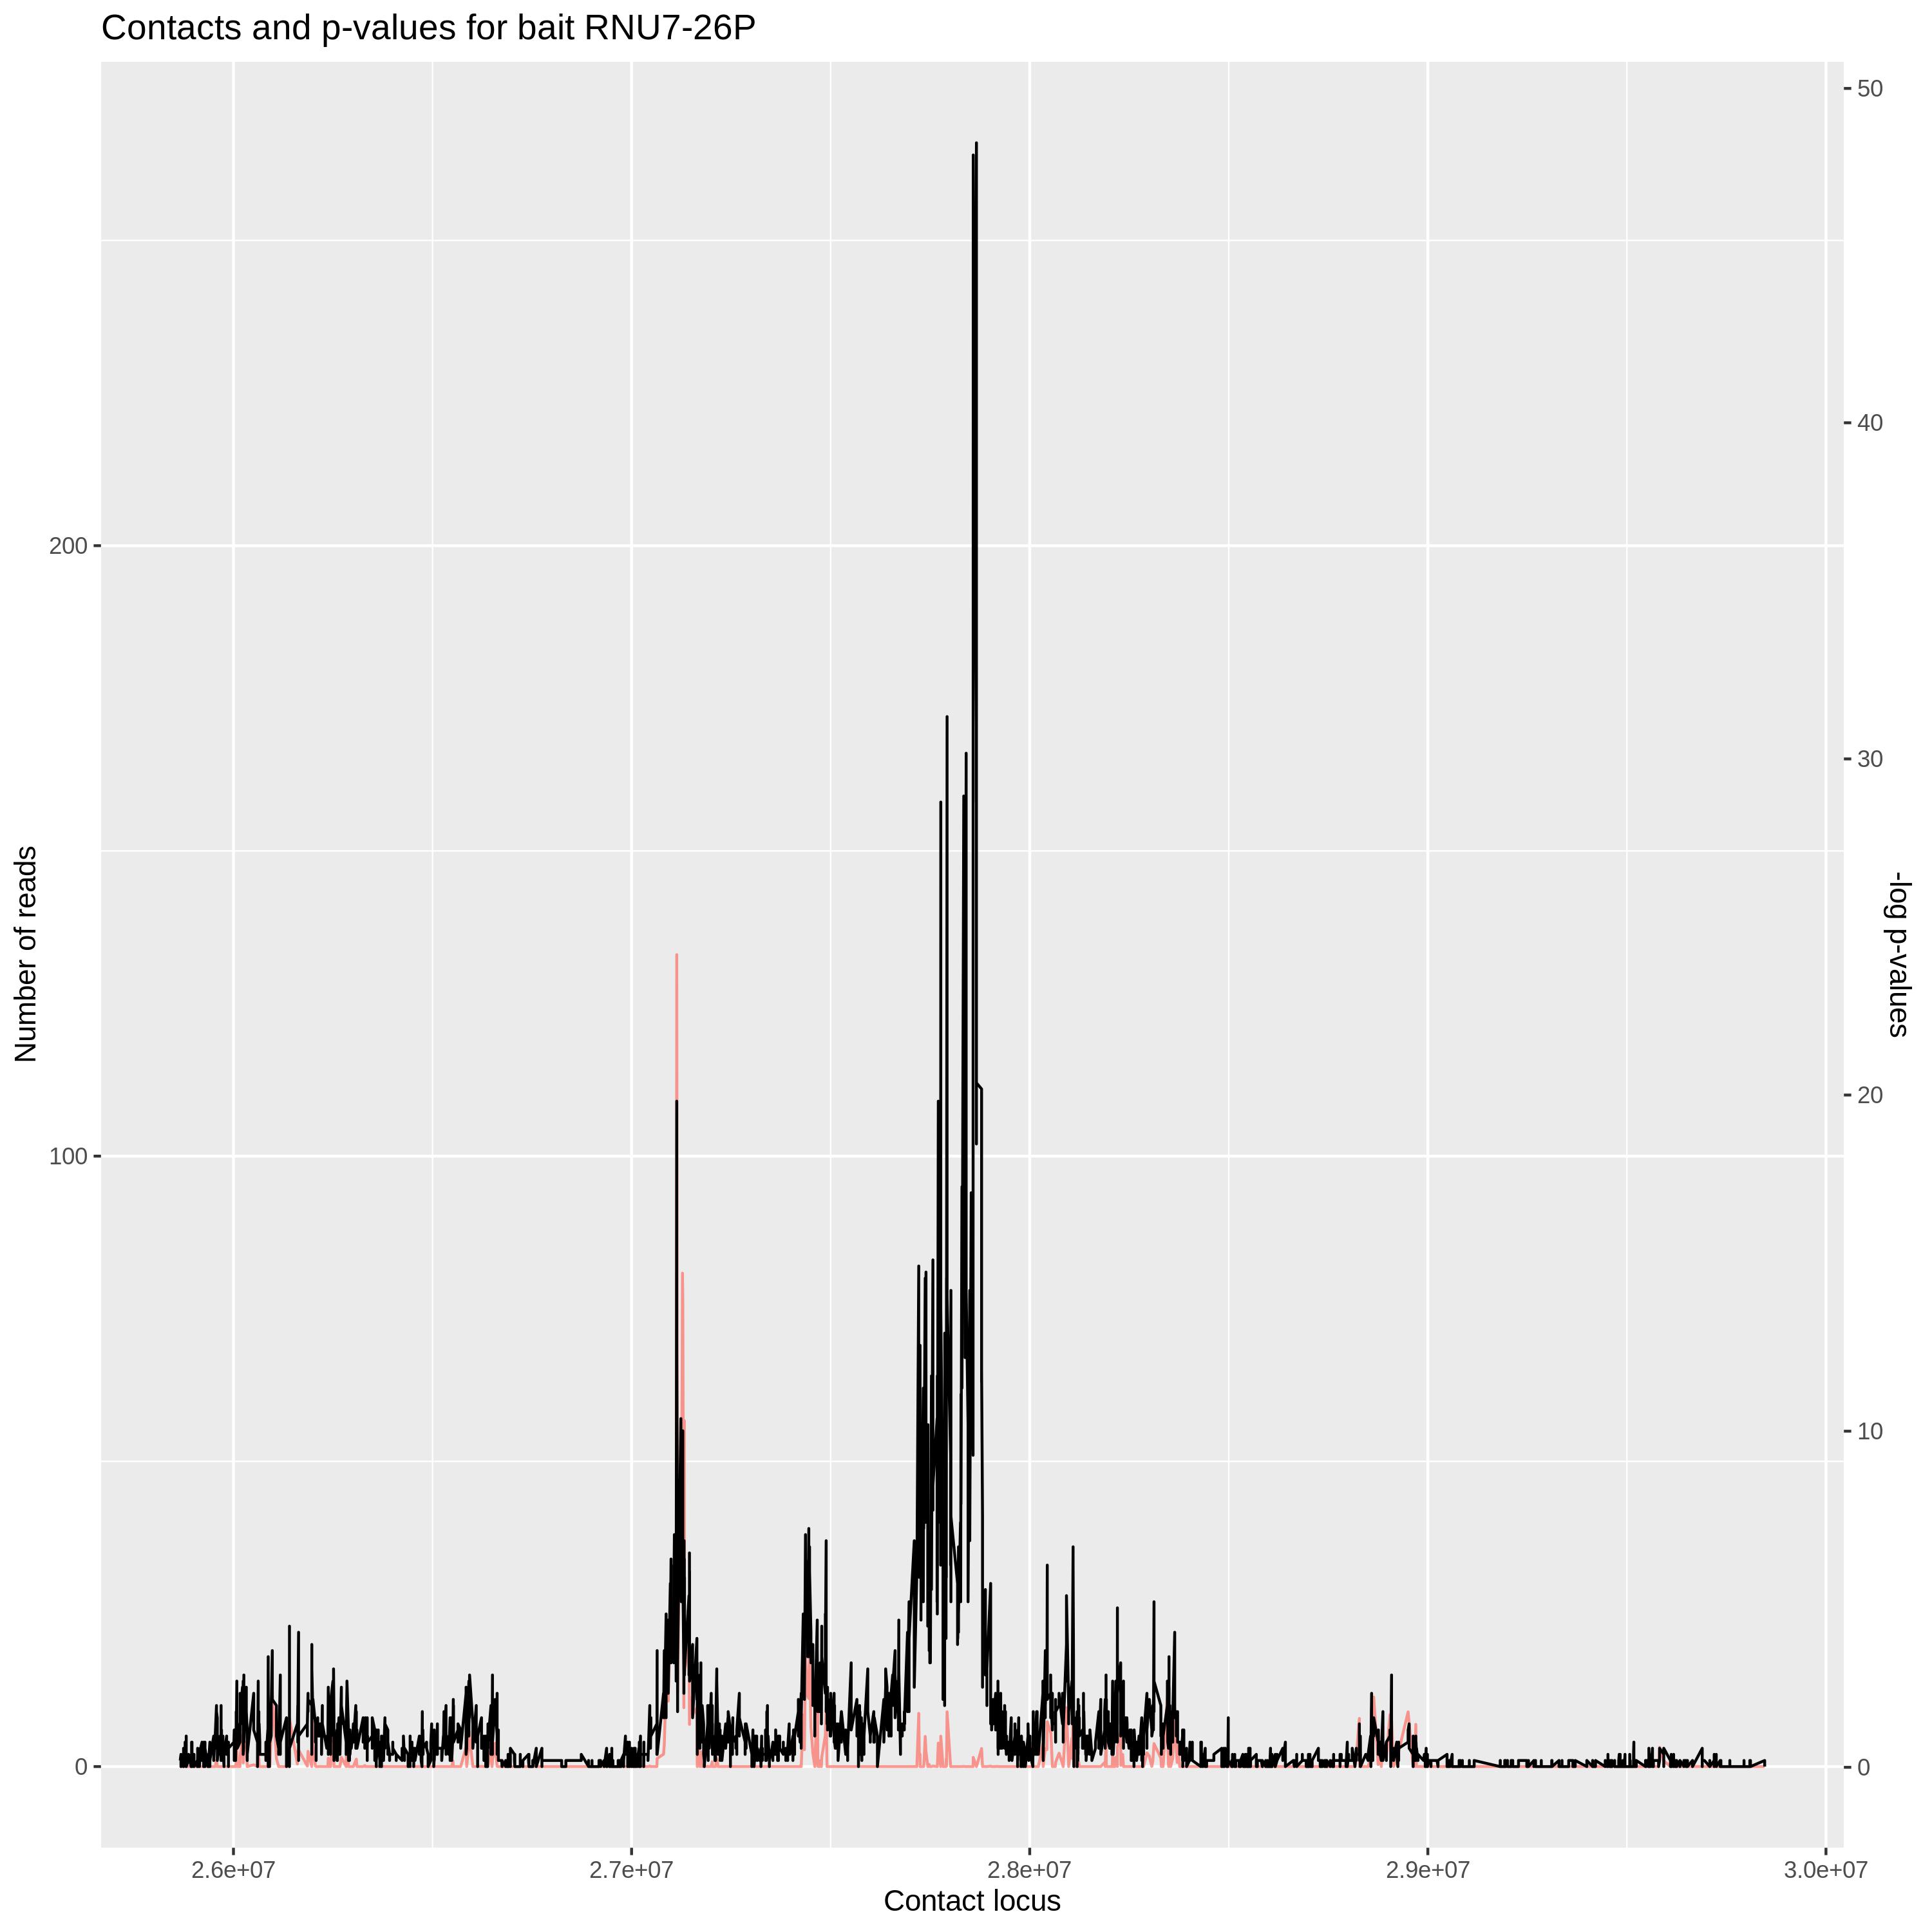 Contacts and p-values for bait RNU7-26P
50
40
200
30
Number of reads
-log p-values
20
100
10
0
0
2.6e+07
2.7e+07
2.8e+07
2.9e+07
3.0e+07
Contact locus